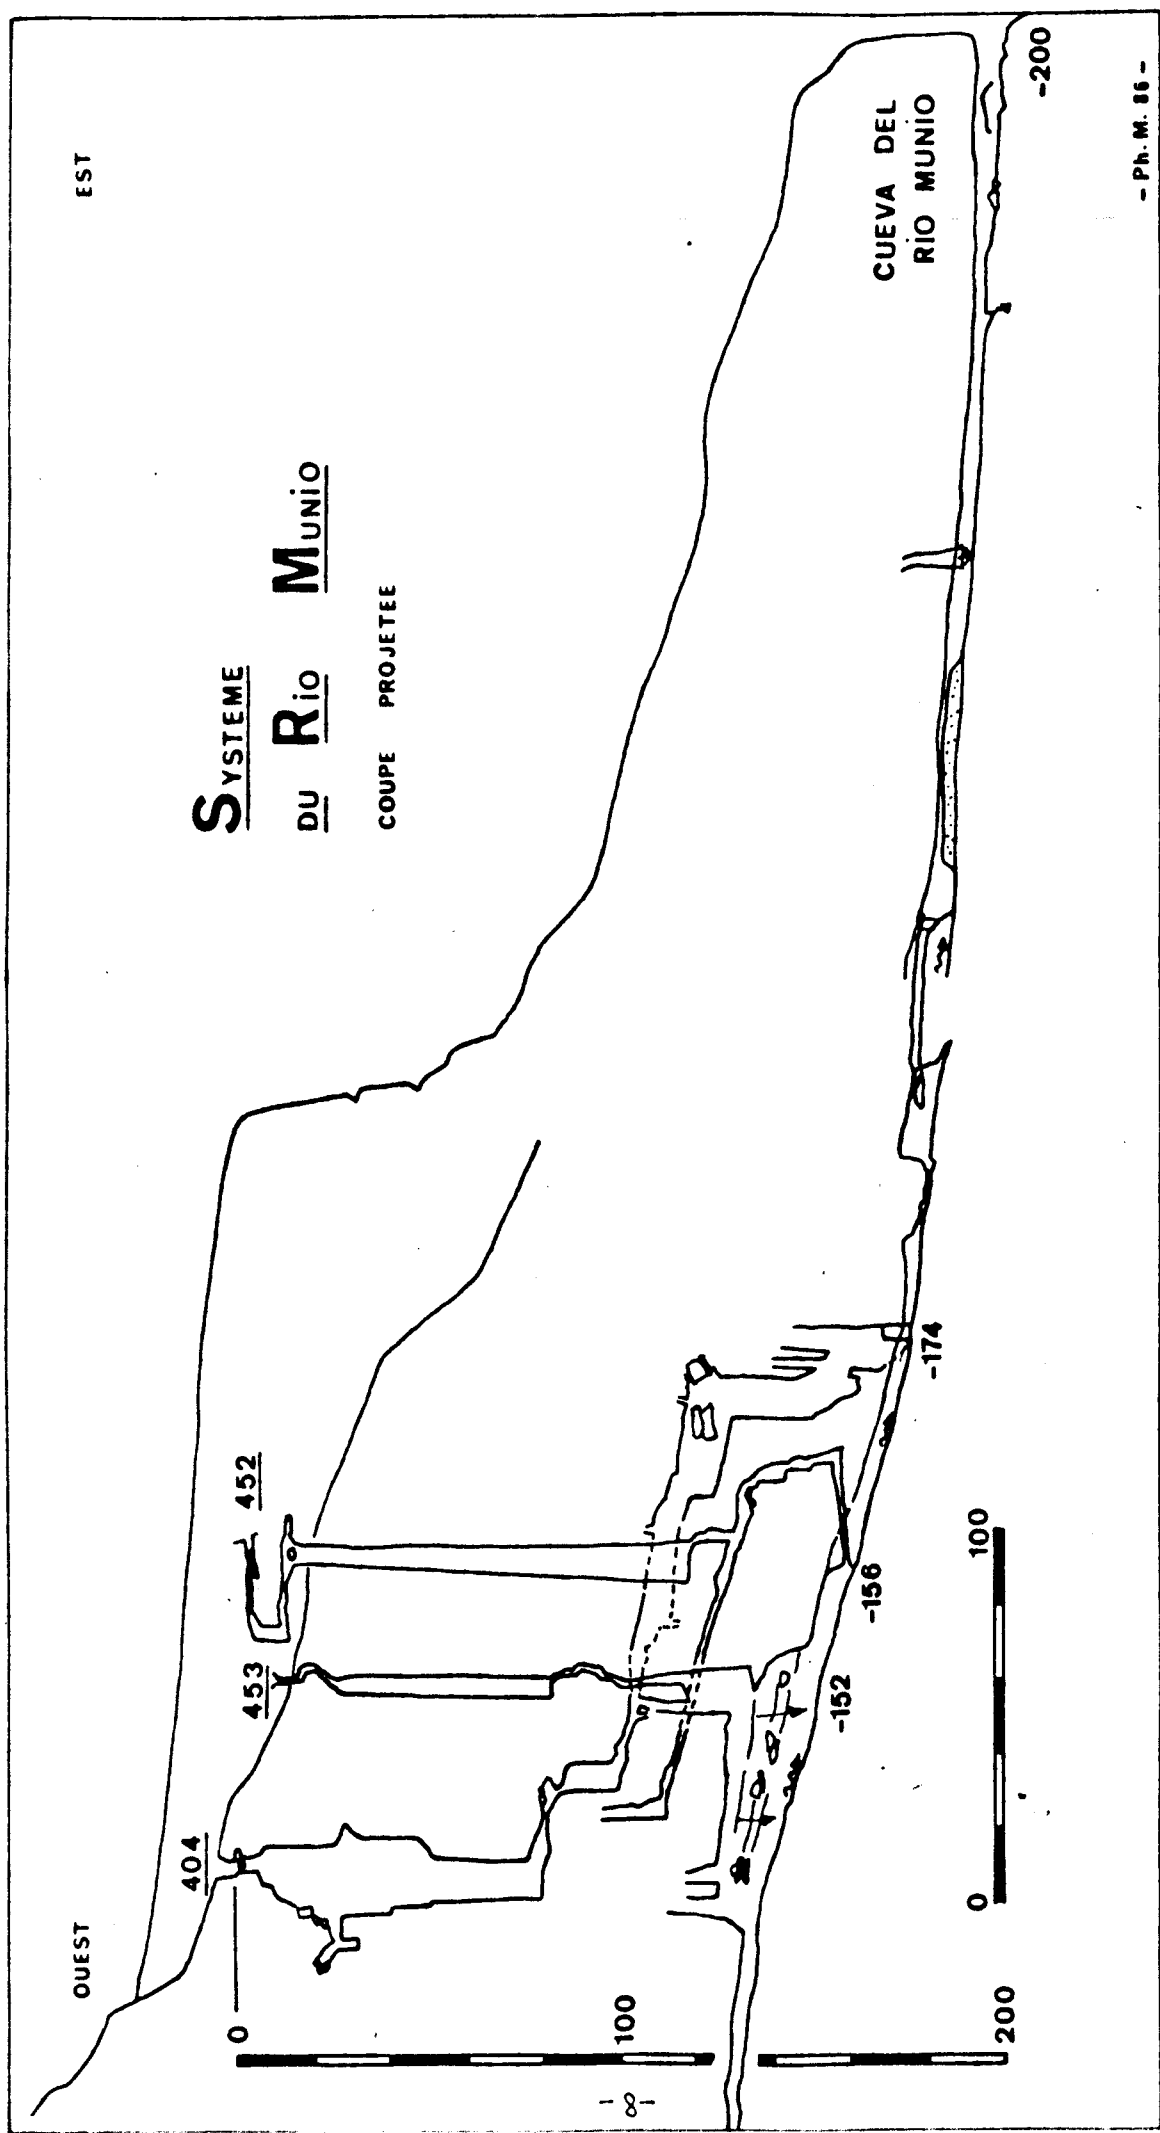 OUEST
EST
SYSTEME
DU RIO MUNIO
COUPE PROJETEE
404
453
452
CUEVA DEL
RIO MUNIO
0
100
200
-152
-156
-174
-200
0
100
- Ph. M. 86 -
-8-